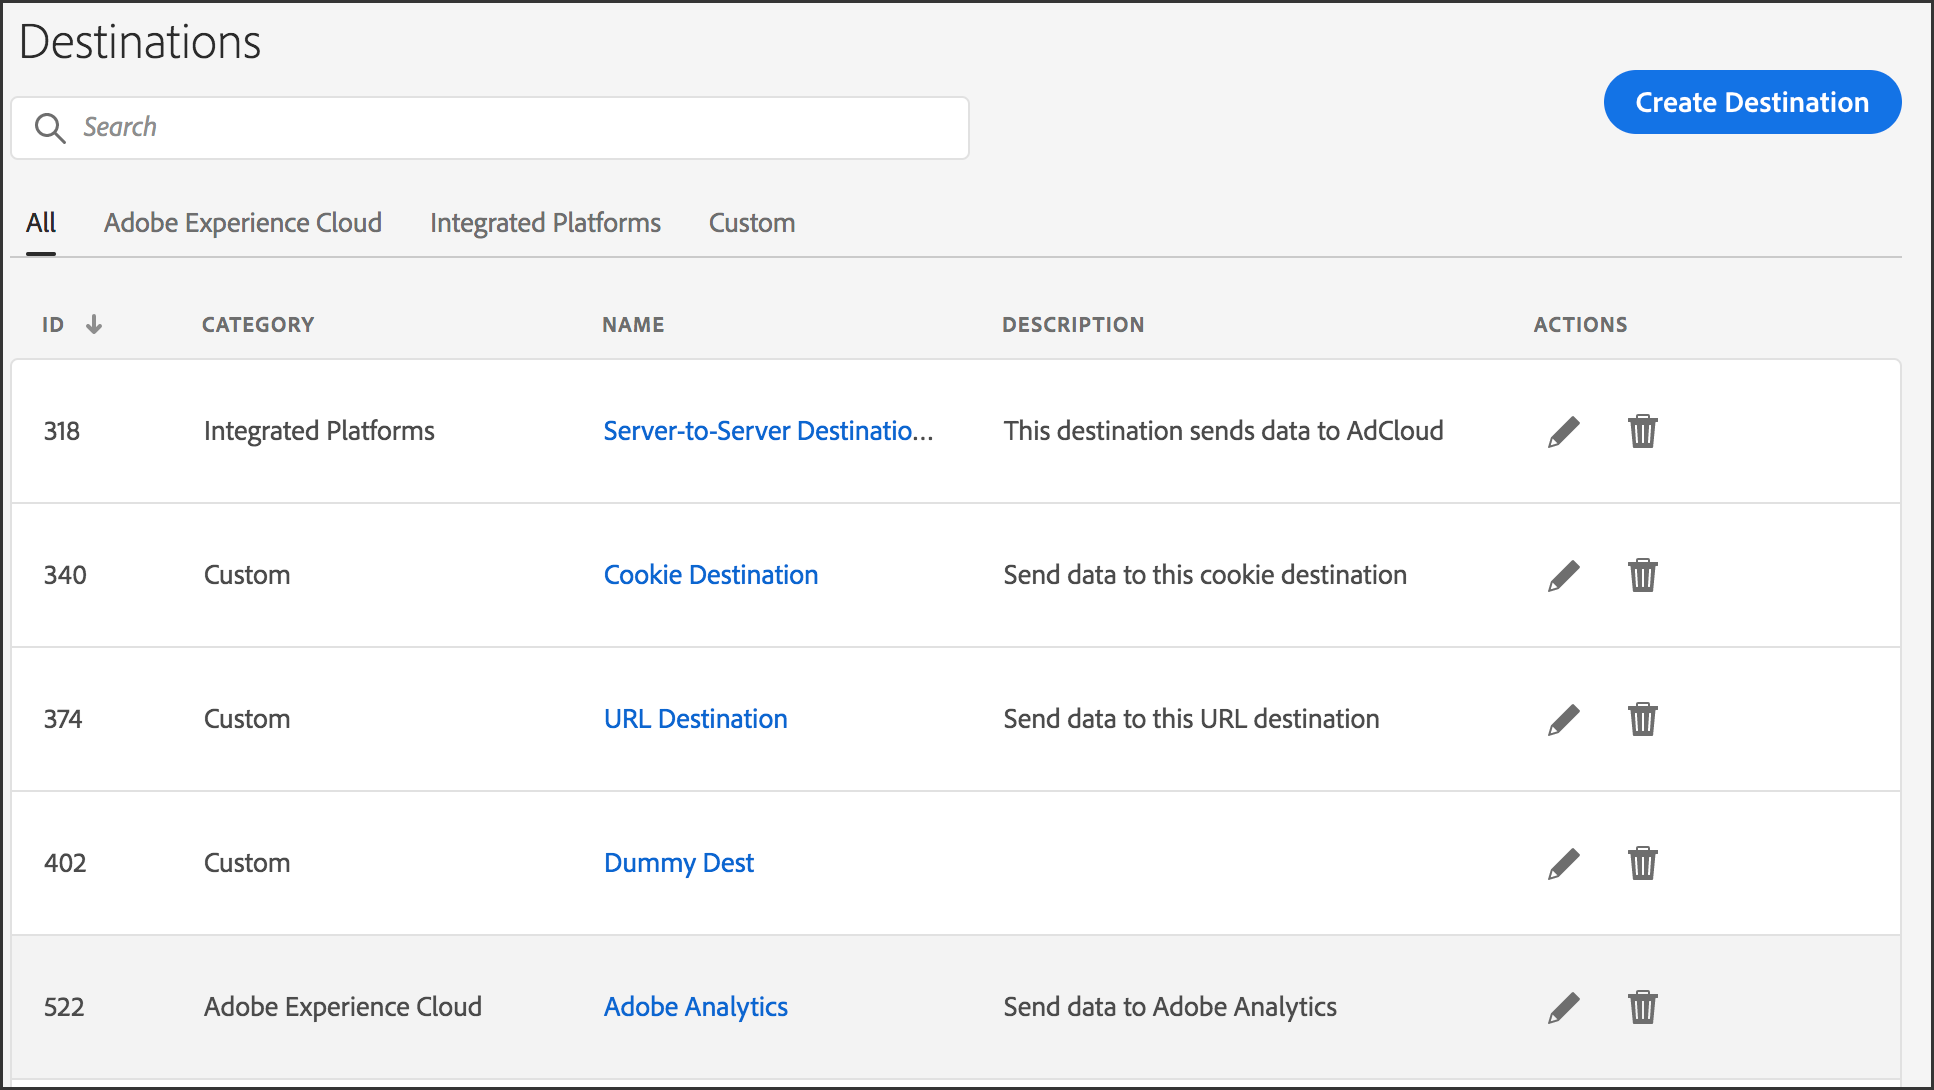 Destinations
Create Destination
Search
All Adobe Experience Cloud Integrated Platforms Custom
ID CATEGORY NAME DESCRIPTION ACTIONS
318 Integrated Platforms Server-to-Server Destinatio... This destination sends data to AdCloud
340 Custom Cookie Destination Send data to this cookie destination
374 Custom URL Destination Send data to this URL destination
402 Custom Dummy Dest
522 Adobe Experience Cloud Adobe Analytics Send data to Adobe Analytics